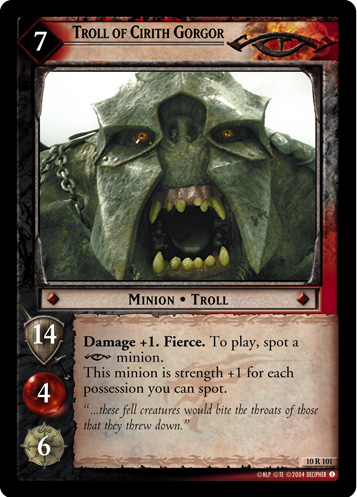 7
Troll of Cirith Gorgor
Minion • Troll
14
4
6
Damage +1. Fierce. To play, spot a
minion.
This minion is strength +1 for each
possession you can spot.
“...these fell creatures would bite the throats of those
that they threw down.”
10 R 101
©NLP ©TE ©2004 DECIPHER